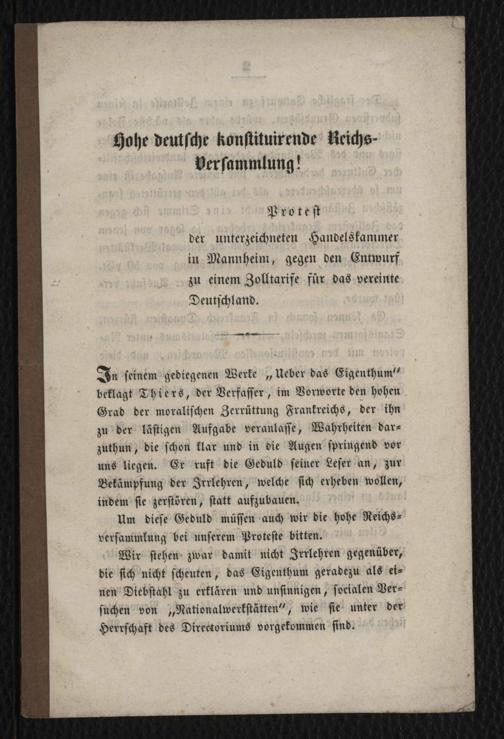 Hohe deutsche konstituirende Reichs-
Versammlung!
Protest
der unterzeichneten Handelskammer
in Mannheim, gegen den Entwurf
zu einem Zolltarife für das vereinte
Deutschland.
In seinem gediegenen Werke „Ueber das Eigenthum“
beklagt Thiers, der Verfasser, im Vorworte den hohen
Grad der moralischen Zerrüttung Frankreichs, der ihn
zu der lästigen Aufgabe veranlasse, Wahrheiten dar-
zuthun, die schon klar und in die Augen springend vor
uns liegen. Er ruft die Geduld seiner Leser an, zur
Bekämpfung der Irrlehren, welche sich erheben wollen,
indem sie zerstören, statt aufzubauen.
Um diese Geduld müssen auch wir die hohe Reichs-
versammlung bei unserem Proteste bitten.
Wir stehen zwar damit nicht Irrlehren gegenüber,
die sich nicht scheuten, das Eigenthum geradezu als ei-
nen Diebstahl zu erklären und unsinnigen, socialen Ver-
suchen von „Nationalwerkstätten“, wie sie unter der
Herrschaft des Directoriums vorgekommen sind.